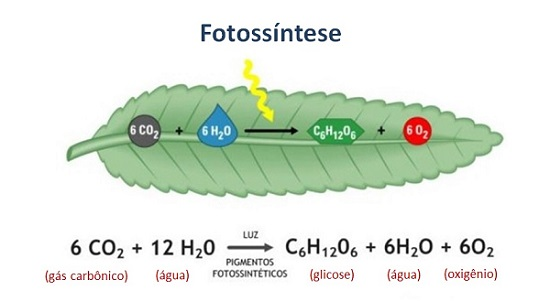 Fotossíntese
6 CO₂ + 6 H₂O → C₆H₁₂O₆ + 6 O₂
LUZ
6 CO₂ + 12 H₂0 → C₆H₁₂O₆ + 6H₂O + 6O₂
PIGMENTOS
FOTOSSINTÉTICOS
(gás carbônico) (água) (glicose) (água) (oxigênio)